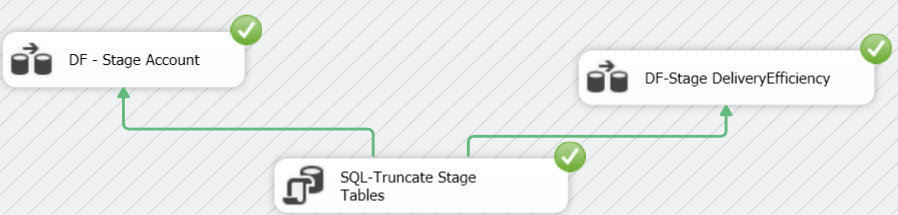 DF - Stage Account
DF-Stage DeliveryEfficiency
SQL-Truncate Stage
Tables